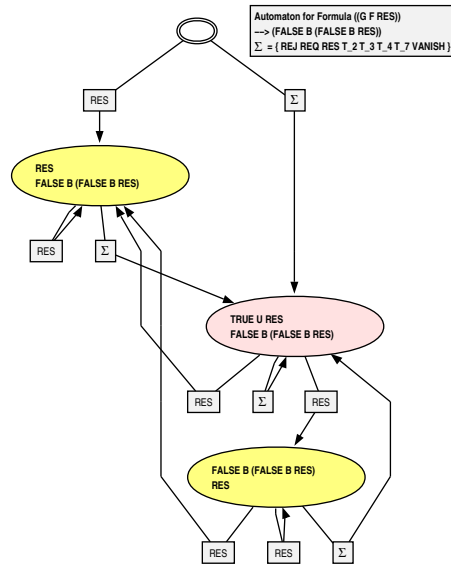 Automaton for Formula ((G F RES))
---> (FALSE B (FALSE B RES))
Σ = { REJ REQ RES T_2 T_3 T_4 T_7 VANISH }
RES
Σ
RES
FALSE B (FALSE B RES)
RES
Σ
TRUE U RES
FALSE B (FALSE B RES)
RES
Σ
RES
FALSE B (FALSE B RES)
RES
RES
RES
Σ